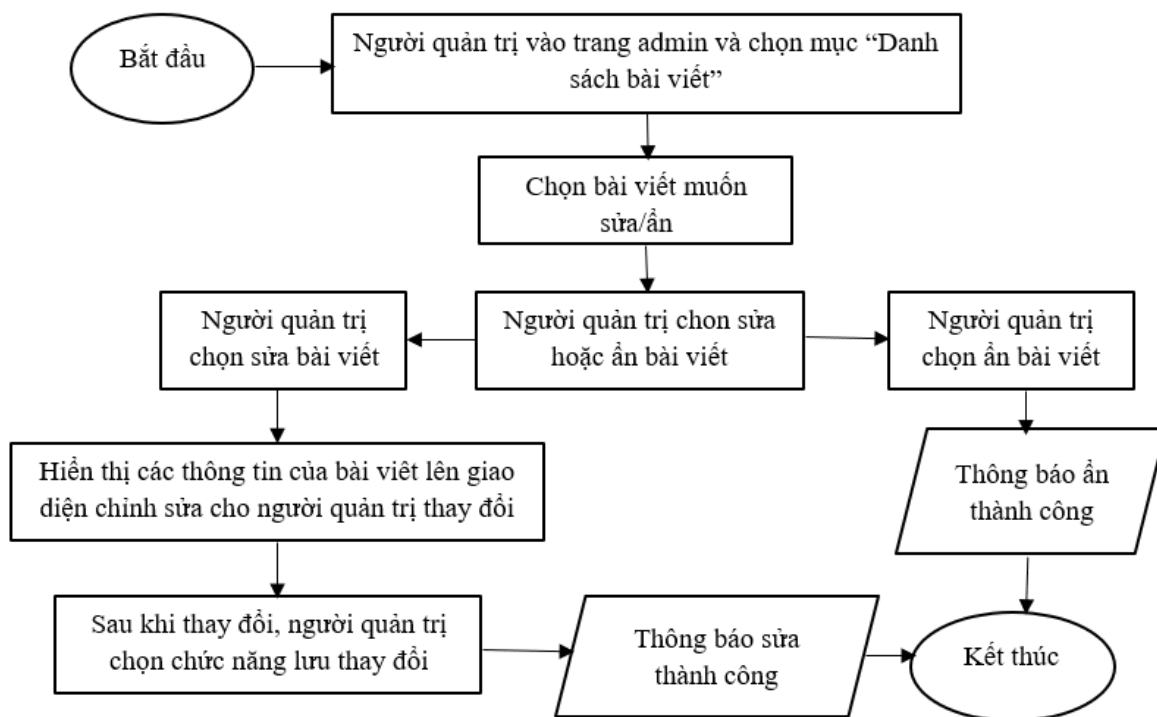 Bắt đầu
Người quản trị vào trang admin và chọn mục “Danh
sách bài viết”
Chọn bài viết muốn
sửa/ẩn
Người quản trị
chọn sửa bài viết
Người quản trị chon sửa
hoặc ẩn bài viết
Người quản trị
chọn ẩn bài viết
Hiển thị các thông tin của bài viêt lên giao
diện chỉnh sửa cho người quản trị thay đổi
Thông báo ẩn
thành công
Sau khi thay đổi, người quản trị
chọn chức năng lưu thay đổi
Thông báo sửa
thành công
Kết thúc